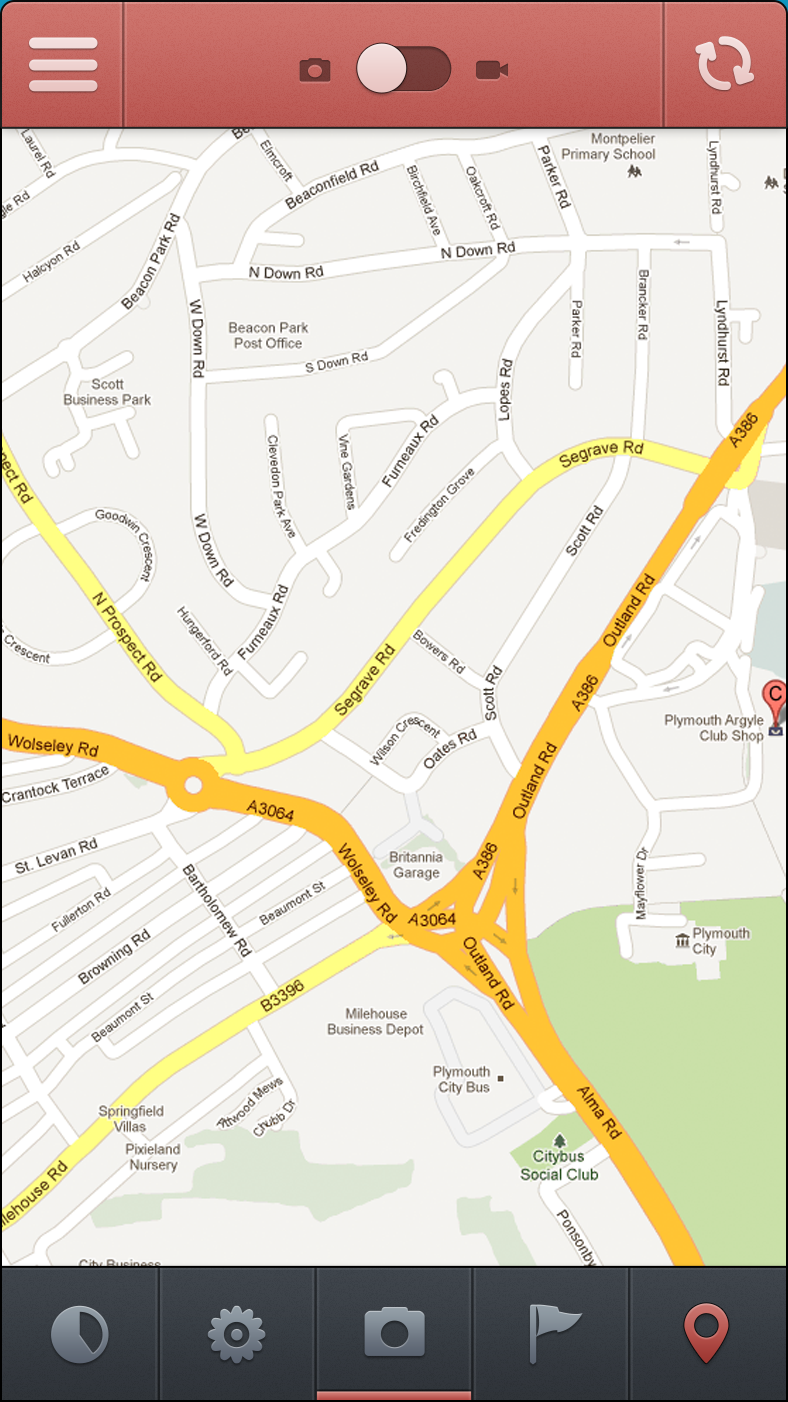 Laurel Rd
Elmcroft
Beaconfield Rd
Birchfield Ave
Oakcroft Rd
Parker Rd
Montpelier
Primary School
Lyndhurst Rd
Halcyon Rd
Beacon Park Rd
N Down Rd
N Down Rd
W Down Rd
Beacon Park
Post Office
Parker Rd
Brancker Rd
Lyndhurst Rd
S Down Rd
Scott
Business Park
Lopes Rd
A386
Clevedon Park Ave
Vine Gardens
Furneaux Rd
Segrave Rd
Fredington Grove
Goodwin Crescent
W Down Rd
Scott Rd
N Prospect Rd
Hungerford Rd
Furneaux Rd
Outland Rd
Crescent
Bowers Rd
Segrave Rd
Scott Rd
A386
C
Plymouth Argyle
Club Shop
Wolseley Rd
Wilson Crescent
Oates Rd
Outland Rd
Crantock Terrace
A3064
St. Levan Rd
Wolseley Rd
Britannia
Garage
A386
Mayflower Dr
Fullerton Rd
Bartholomew Rd
Beaumont St
A3064
Browning Rd
Outland Rd
Plymouth
City
B3396
Beaumont St
Milehouse
Business Depot
Plymouth
City Bus
Springfield
Villas
Attwood Mews
Chubb Dr
Alma Rd
Pixieland
Nursery
Citybus
Social Club
ilehouse Rd
Ponsonby
City Business